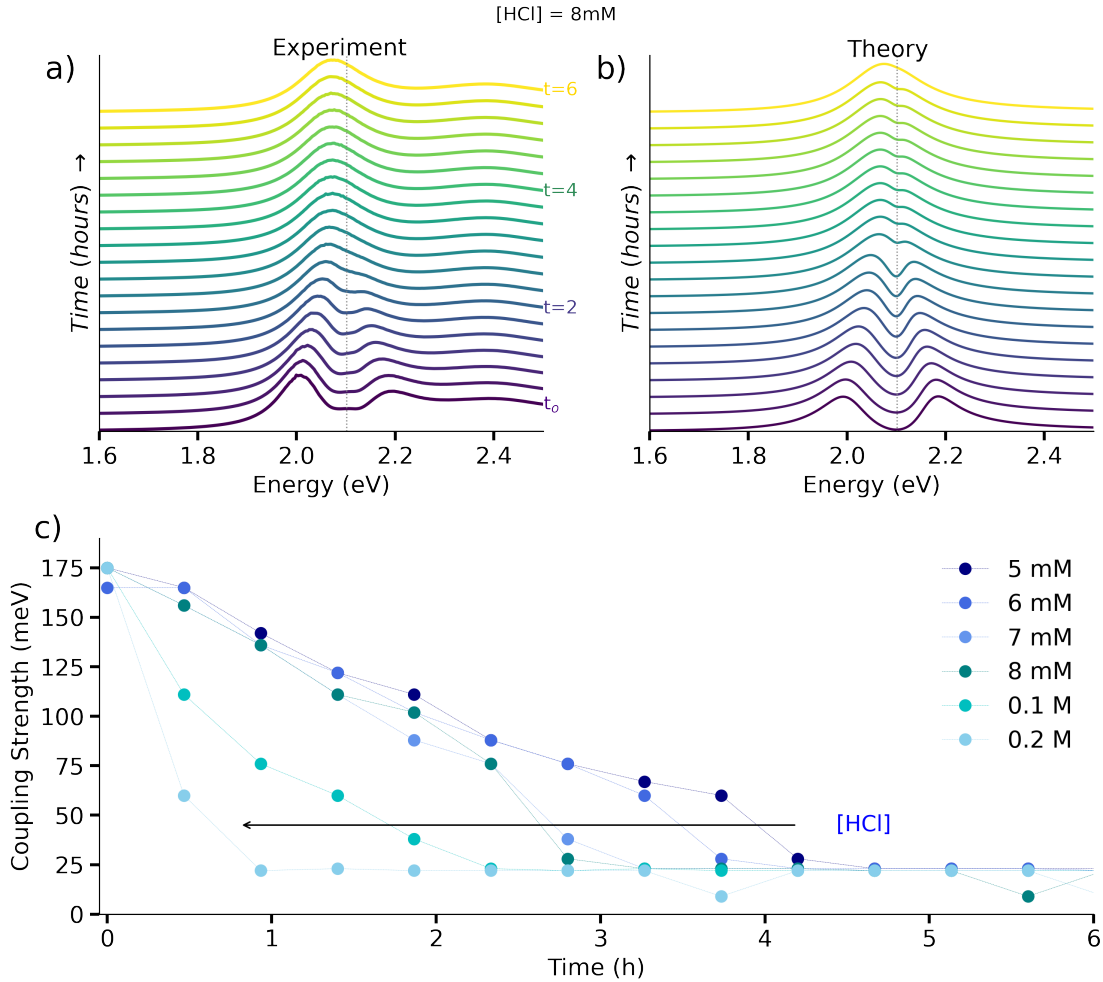 [HCl] = 8mM
Experiment
Theory
a)
b)
t=6
t=4
t=2
tₒ
Time (hours) →
Time (hours) →
1.6 1.8 2.0 2.2 2.4
1.6 1.8 2.0 2.2 2.4
Energy (eV)
Energy (eV)
c)
175
150
125
100
75
50
25
0
Coupling Strength (meV)
5 mM
6 mM
7 mM
8 mM
0.1 M
0.2 M
[HCl]
0 1 2 3 4 5 6
Time (h)